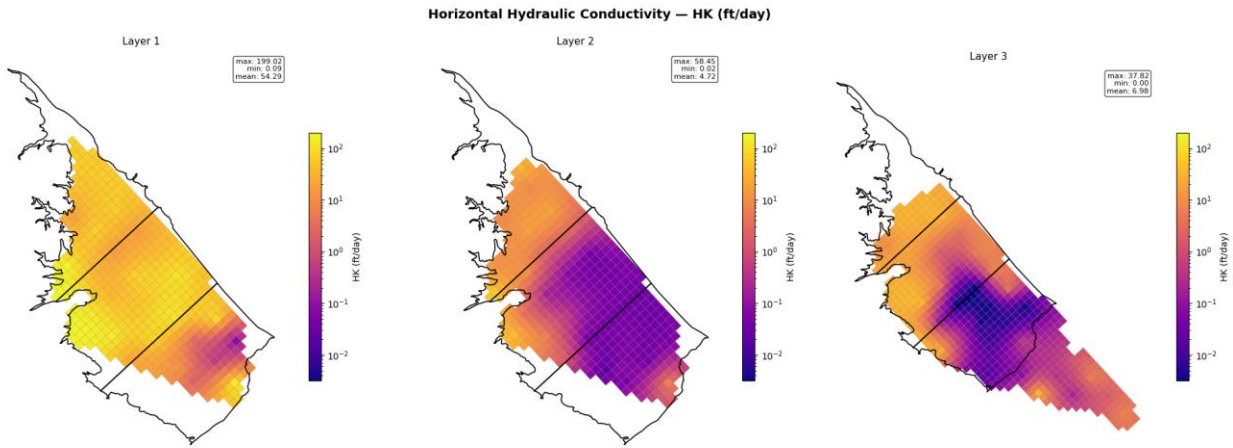 Horizontal Hydraulic Conductivity — HK (ft/day)
Layer 1
max: 199.02
min: 0.09
mean: 54.29
10²
10¹
10⁰
10⁻¹
10⁻²
HK (ft/day)
Layer 2
max: 58.45
min: 0.02
mean: 4.72
10²
10¹
10⁰
10⁻¹
10⁻²
HK (ft/day)
Layer 3
max: 37.82
min: 0.00
mean: 6.98
10²
10¹
10⁰
10⁻¹
10⁻²
HK (ft/day)